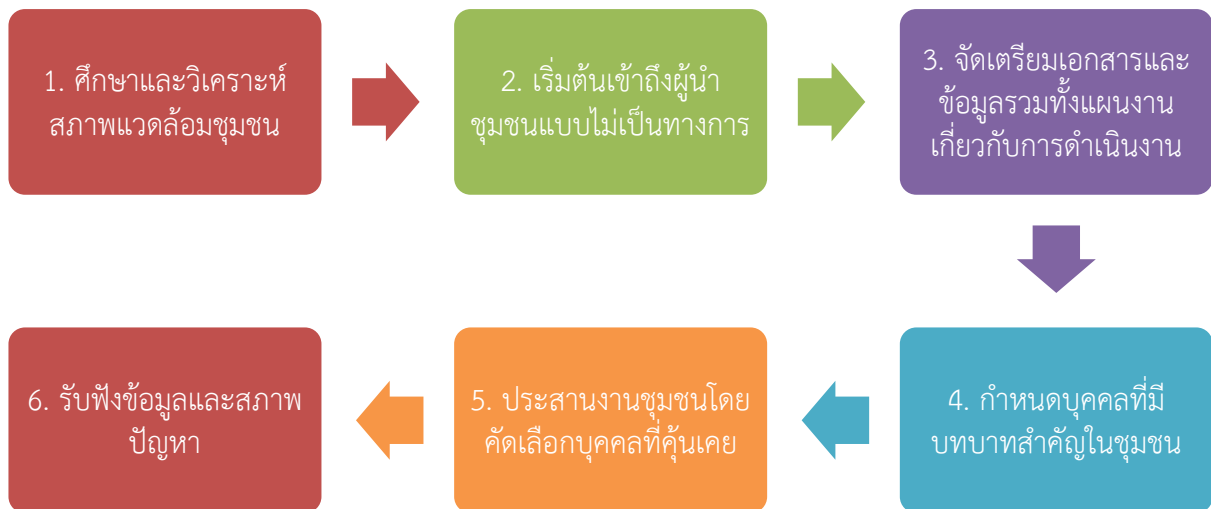 1. ศึกษาและวิเคราะห์
สภาพแวดล้อมชุมชน
2. เริ่มต้นเข้าถึงผู้นำ
ชุมชนแบบไม่เป็นทางการ
3. จัดเตรียมเอกสารและ
ข้อมูลรวมทั้งแผนงาน
เกี่ยวกับการดำเนินงาน
4. กำหนดบุคคลที่มี
บทบาทสำคัญในชุมชน
5. ประสานงานชุมชนโดย
คัดเลือกบุคคลที่คุ้นเคย
6. รับฟังข้อมูลและสภาพ
ปัญหา